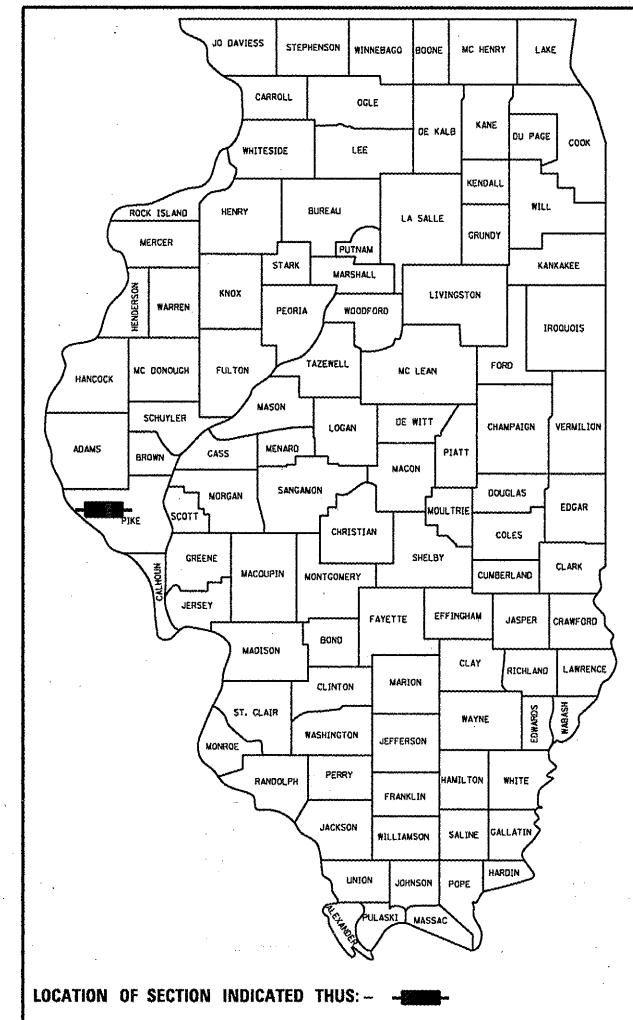 JO DAVIESS STEPHENSON WINNEBAGO BOONE MC HENRY LAKE
CARROLL OGLE
DE KALB KANE DU PAGE COOK
WHITESIDE LEE
KENDALL
ROCK ISLAND HENRY BUREAU LA SALLE WILL
MERCER PUTNAM GRUNDY
STARK MARSHALL KANKAKEE
HENDERSON WARREN KNOX PEORIA WOODFORD LIVINGSTON
IROQUOIS
HANCOCK MC DONOUGH FULTON TAZEWELL MC LEAN FORD
SCHUYLER MASON LOGAN DE WITT CHAMPAIGN VERMILION
ADAMS BROWN CASS MENARD MACON PIATT
MORGAN SANGAMON DOUGLAS
PIKE SCOTT CHRISTIAN MOULTRIE COLES EDGAR
CALHOUN GREENE MACOUPIN MONTGOMERY SHELBY CUMBERLAND CLARK
JERSEY FAYETTE EFFINGHAM JASPER CRAWFORD
MADISON BOND
CLAY RICHLAND LAWRENCE
CLINTON MARION
ST. CLAIR WAYNE EDWARDS WABASH
WASHINGTON JEFFERSON
MONROE
RANDOLPH PERRY HAMILTON WHITE
FRANKLIN
JACKSON WILLIAMSON SALINE GALLATIN
UNION JOHNSON POPE HARDIN
ALEXANDER PULASKI MASSAC
LOCATION OF SECTION INDICATED THUS: –